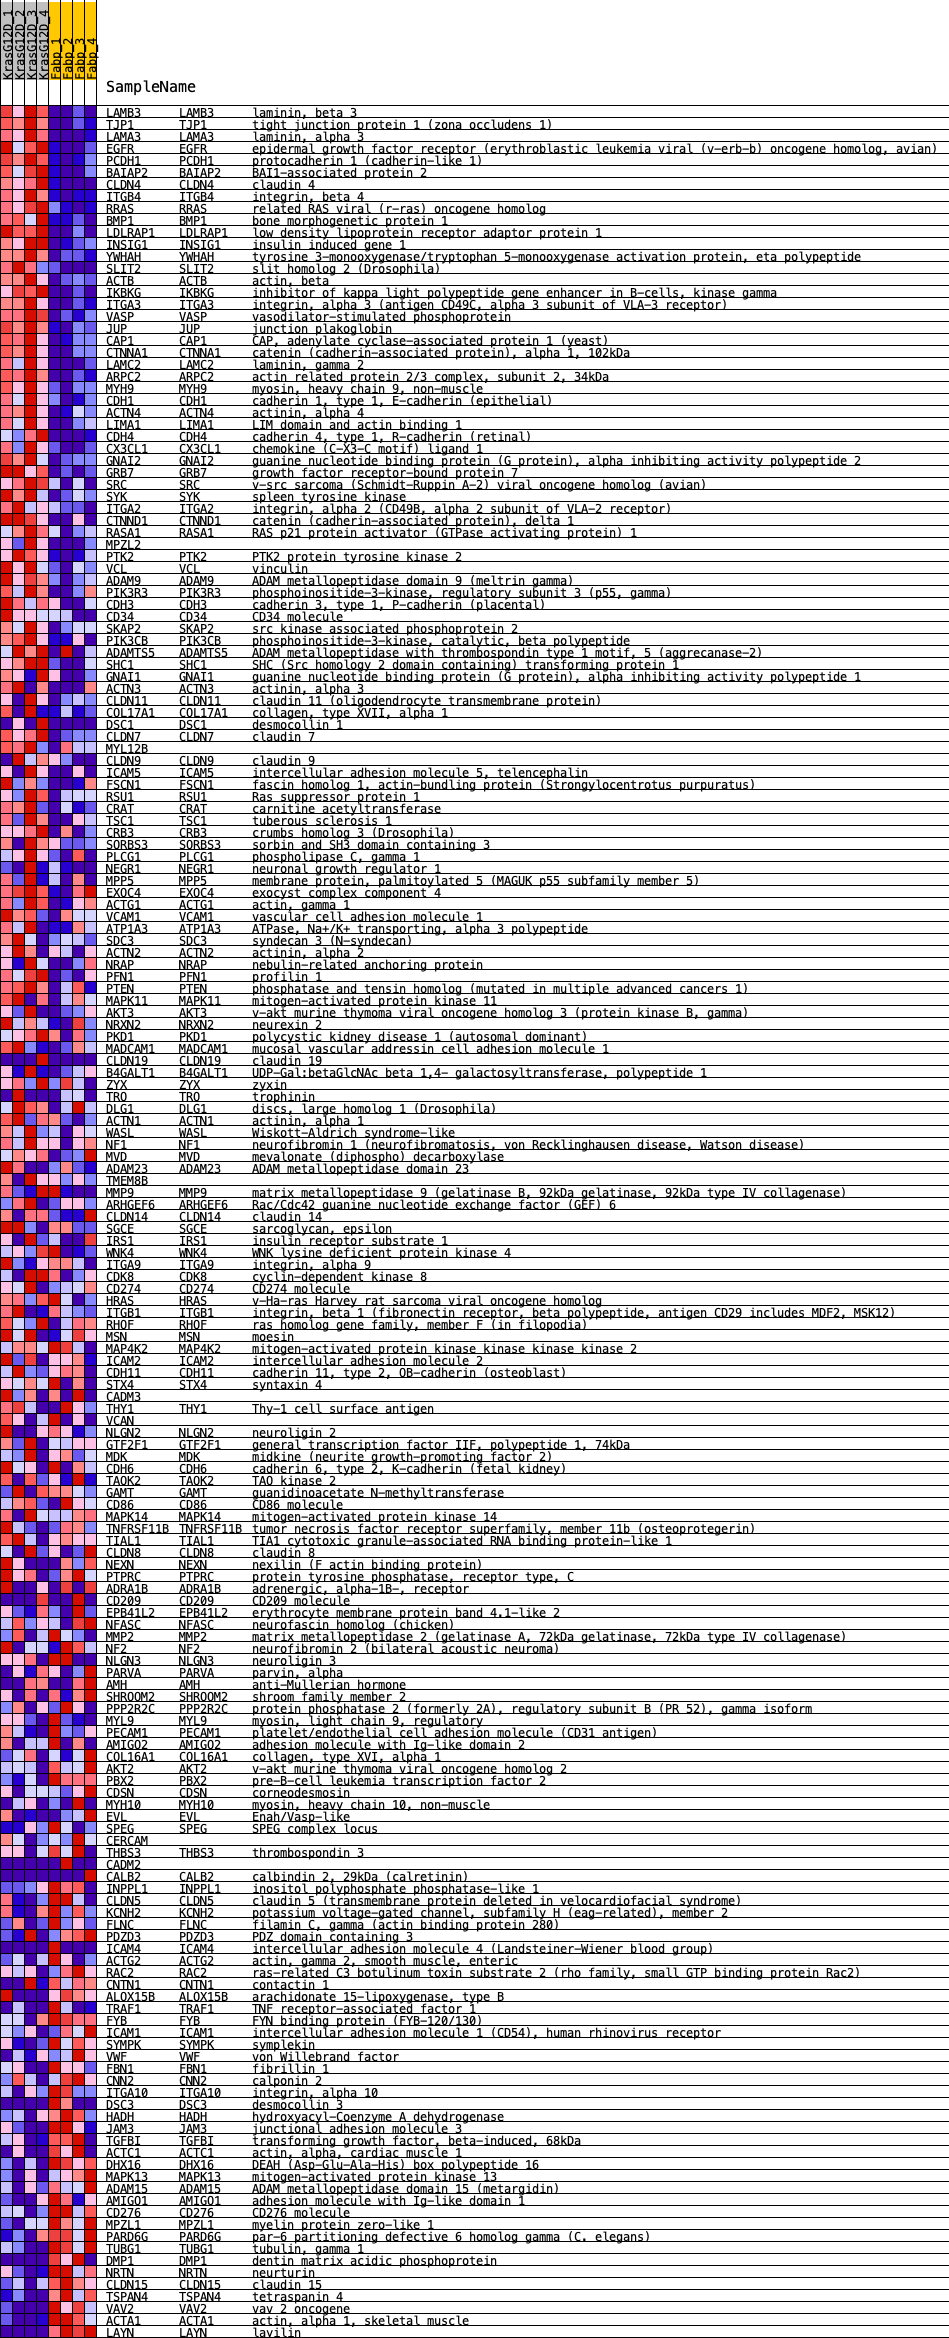 KrasG12D_1
KrasG12D_2
KrasG12D_3
KrasG12D_4
Fabp_1
Fabp_2
Fabp_3
Fabp_4
SampleName
LAMB3 LAMB3 laminin, beta 3
TJP1 TJP1 tight junction protein 1 (zona occludens 1)
LAMA3 LAMA3 laminin, alpha 3
EGFR EGFR epidermal growth factor receptor (erythroblastic leukemia viral (v-erb-b) oncogene homolog, avian)
PCDH1 PCDH1 protocadherin 1 (cadherin-like 1)
BAIAP2 BAIAP2 BAI1-associated protein 2
CLDN4 CLDN4 claudin 4
ITGB4 ITGB4 integrin, beta 4
RRAS RRAS related RAS viral (r-ras) oncogene homolog
BMP1 BMP1 bone morphogenetic protein 1
LDLRAP1 LDLRAP1 low density lipoprotein receptor adaptor protein 1
INSIG1 INSIG1 insulin induced gene 1
YWHAH YWHAH tyrosine 3-monooxygenase/tryptophan 5-monooxygenase activation protein, eta polypeptide
SLIT2 SLIT2 slit homolog 2 (Drosophila)
ACTB ACTB actin, beta
IKBKG IKBKG inhibitor of kappa light polypeptide gene enhancer in B-cells, kinase gamma
ITGA3 ITGA3 integrin, alpha 3 (antigen CD49C, alpha 3 subunit of VLA-3 receptor)
VASP VASP vasodilator-stimulated phosphoprotein
JUP JUP junction plakoglobin
CAP1 CAP1 CAP, adenylate cyclase-associated protein 1 (yeast)
CTNNA1 CTNNA1 catenin (cadherin-associated protein), alpha 1, 102kDa
LAMC2 LAMC2 laminin, gamma 2
ARPC2 ARPC2 actin related protein 2/3 complex, subunit 2, 34kDa
MYH9 MYH9 myosin, heavy chain 9, non-muscle
CDH1 CDH1 cadherin 1, type 1, E-cadherin (epithelial)
ACTN4 ACTN4 actinin, alpha 4
LIMA1 LIMA1 LIM domain and actin binding 1
CDH4 CDH4 cadherin 4, type 1, R-cadherin (retinal)
CX3CL1 CX3CL1 chemokine (C-X3-C motif) ligand 1
GNAI2 GNAI2 guanine nucleotide binding protein (G protein), alpha inhibiting activity polypeptide 2
GRB7 GRB7 growth factor receptor-bound protein 7
SRC SRC v-src sarcoma (Schmidt-Ruppin A-2) viral oncogene homolog (avian)
SYK SYK spleen tyrosine kinase
ITGA2 ITGA2 integrin, alpha 2 (CD49B, alpha 2 subunit of VLA-2 receptor)
CTNND1 CTNND1 catenin (cadherin-associated protein), delta 1
RASA1 RASA1 RAS p21 protein activator (GTPase activating protein) 1
MPZL2
PTK2 PTK2 PTK2 protein tyrosine kinase 2
VCL VCL vinculin
ADAM9 ADAM9 ADAM metallopeptidase domain 9 (meltrin gamma)
PIK3R3 PIK3R3 phosphoinositide-3-kinase, regulatory subunit 3 (p55, gamma)
CDH3 CDH3 cadherin 3, type 1, P-cadherin (placental)
CD34 CD34 CD34 molecule
SKAP2 SKAP2 src kinase associated phosphoprotein 2
PIK3CB PIK3CB phosphoinositide-3-kinase, catalytic, beta polypeptide
ADAMTS5 ADAMTS5 ADAM metallopeptidase with thrombospondin type 1 motif, 5 (aggrecanase-2)
SHC1 SHC1 SHC (Src homology 2 domain containing) transforming protein 1
GNAI1 GNAI1 guanine nucleotide binding protein (G protein), alpha inhibiting activity polypeptide 1
ACTN3 ACTN3 actinin, alpha 3
CLDN11 CLDN11 claudin 11 (oligodendrocyte transmembrane protein)
COL17A1 COL17A1 collagen, type XVII, alpha 1
DSC1 DSC1 desmocollin 1
CLDN7 CLDN7 claudin 7
MYL12B
CLDN9 CLDN9 claudin 9
ICAM5 ICAM5 intercellular adhesion molecule 5, telencephalin
FSCN1 FSCN1 fascin homolog 1, actin-bundling protein (Strongylocentrotus purpuratus)
RSU1 RSU1 Ras suppressor protein 1
CRAT CRAT carnitine acetyltransferase
TSC1 TSC1 tuberous sclerosis 1
CRB3 CRB3 crumbs homolog 3 (Drosophila)
SORBS3 SORBS3 sorbin and SH3 domain containing 3
PLCG1 PLCG1 phospholipase C, gamma 1
NEGR1 NEGR1 neuronal growth regulator 1
MPP5 MPP5 membrane protein, palmitoylated 5 (MAGUK p55 subfamily member 5)
EXOC4 EXOC4 exocyst complex component 4
ACTG1 ACTG1 actin, gamma 1
VCAM1 VCAM1 vascular cell adhesion molecule 1
ATP1A3 ATP1A3 ATPase, Na+/K+ transporting, alpha 3 polypeptide
SDC3 SDC3 syndecan 3 (N-syndecan)
ACTN2 ACTN2 actinin, alpha 2
NRAP NRAP nebulin-related anchoring protein
PFN1 PFN1 profilin 1
PTEN PTEN phosphatase and tensin homolog (mutated in multiple advanced cancers 1)
MAPK11 MAPK11 mitogen-activated protein kinase 11
AKT3 AKT3 v-akt murine thymoma viral oncogene homolog 3 (protein kinase B, gamma)
NRXN2 NRXN2 neurexin 2
PKD1 PKD1 polycystic kidney disease 1 (autosomal dominant)
MADCAM1 MADCAM1 mucosal vascular addressin cell adhesion molecule 1
CLDN19 CLDN19 claudin 19
B4GALT1 B4GALT1 UDP-Gal:betaGlcNAc beta 1,4- galactosyltransferase, polypeptide 1
ZYX ZYX zyxin
TRO TRO trophinin
DLG1 DLG1 discs, large homolog 1 (Drosophila)
ACTN1 ACTN1 actinin, alpha 1
WASL WASL Wiskott-Aldrich syndrome-like
NF1 NF1 neurofibromin 1 (neurofibromatosis, von Recklinghausen disease, Watson disease)
MVD MVD mevalonate (diphospho) decarboxylase
ADAM23 ADAM23 ADAM metallopeptidase domain 23
TMEM8B
MMP9 MMP9 matrix metallopeptidase 9 (gelatinase B, 92kDa gelatinase, 92kDa type IV collagenase)
ARHGEF6 ARHGEF6 Rac/Cdc42 guanine nucleotide exchange factor (GEF) 6
CLDN14 CLDN14 claudin 14
SGCE SGCE sarcoglycan, epsilon
IRS1 IRS1 insulin receptor substrate 1
WNK4 WNK4 WNK lysine deficient protein kinase 4
ITGA9 ITGA9 integrin, alpha 9
CDK8 CDK8 cyclin-dependent kinase 8
CD274 CD274 CD274 molecule
HRAS HRAS v-Ha-ras Harvey rat sarcoma viral oncogene homolog
ITGB1 ITGB1 integrin, beta 1 (fibronectin receptor, beta polypeptide, antigen CD29 includes MDF2, MSK12)
RHOF RHOF ras homolog gene family, member F (in filopodia)
MSN MSN moesin
MAP4K2 MAP4K2 mitogen-activated protein kinase kinase kinase kinase 2
ICAM2 ICAM2 intercellular adhesion molecule 2
CDH11 CDH11 cadherin 11, type 2, OB-cadherin (osteoblast)
STX4 STX4 syntaxin 4
CADM3
THY1 THY1 Thy-1 cell surface antigen
VCAN
NLGN2 NLGN2 neuroligin 2
GTF2F1 GTF2F1 general transcription factor IIF, polypeptide 1, 74kDa
MDK MDK midkine (neurite growth-promoting factor 2)
CDH6 CDH6 cadherin 6, type 2, K-cadherin (fetal kidney)
TAOK2 TAOK2 TAO kinase 2
GAMT GAMT guanidinoacetate N-methyltransferase
CD86 CD86 CD86 molecule
MAPK14 MAPK14 mitogen-activated protein kinase 14
TNFRSF11B TNFRSF11B tumor necrosis factor receptor superfamily, member 11b (osteoprotegerin)
TIAL1 TIAL1 TIA1 cytotoxic granule-associated RNA binding protein-like 1
CLDN8 CLDN8 claudin 8
NEXN NEXN nexilin (F actin binding protein)
PTPRC PTPRC protein tyrosine phosphatase, receptor type, C
ADRA1B ADRA1B adrenergic, alpha-1B-, receptor
CD209 CD209 CD209 molecule
EPB41L2 EPB41L2 erythrocyte membrane protein band 4.1-like 2
NFASC NFASC neurofascin homolog (chicken)
MMP2 MMP2 matrix metallopeptidase 2 (gelatinase A, 72kDa gelatinase, 72kDa type IV collagenase)
NF2 NF2 neurofibromin 2 (bilateral acoustic neuroma)
NLGN3 NLGN3 neuroligin 3
PARVA PARVA parvin, alpha
AMH AMH anti-Mullerian hormone
SHROOM2 SHROOM2 shroom family member 2
PPP2R2C PPP2R2C protein phosphatase 2 (formerly 2A), regulatory subunit B (PR 52), gamma isoform
MYL9 MYL9 myosin, light chain 9, regulatory
PECAM1 PECAM1 platelet/endothelial cell adhesion molecule (CD31 antigen)
AMIGO2 AMIGO2 adhesion molecule with Ig-like domain 2
COL16A1 COL16A1 collagen, type XVI, alpha 1
AKT2 AKT2 v-akt murine thymoma viral oncogene homolog 2
PBX2 PBX2 pre-B-cell leukemia transcription factor 2
CDSN CDSN corneodesmosin
MYH10 MYH10 myosin, heavy chain 10, non-muscle
EVL EVL Enah/Vasp-like
SPEG SPEG SPEG complex locus
CERCAM
THBS3 THBS3 thrombospondin 3
CADM2
CALB2 CALB2 calbindin 2, 29kDa (calretinin)
INPPL1 INPPL1 inositol polyphosphate phosphatase-like 1
CLDN5 CLDN5 claudin 5 (transmembrane protein deleted in velocardiofacial syndrome)
KCNH2 KCNH2 potassium voltage-gated channel, subfamily H (eag-related), member 2
FLNC FLNC filamin C, gamma (actin binding protein 280)
PDZD3 PDZD3 PDZ domain containing 3
ICAM4 ICAM4 intercellular adhesion molecule 4 (Landsteiner-Wiener blood group)
ACTG2 ACTG2 actin, gamma 2, smooth muscle, enteric
RAC2 RAC2 ras-related C3 botulinum toxin substrate 2 (rho family, small GTP binding protein Rac2)
CNTN1 CNTN1 contactin 1
ALOX15B ALOX15B arachidonate 15-lipoxygenase, type B
TRAF1 TRAF1 TNF receptor-associated factor 1
FYB FYB FYN binding protein (FYB-120/130)
ICAM1 ICAM1 intercellular adhesion molecule 1 (CD54), human rhinovirus receptor
SYMPK SYMPK symplekin
VWF VWF von Willebrand factor
FBN1 FBN1 fibrillin 1
CNN2 CNN2 calponin 2
ITGA10 ITGA10 integrin, alpha 10
DSC3 DSC3 desmocollin 3
HADH HADH hydroxyacyl-Coenzyme A dehydrogenase
JAM3 JAM3 junctional adhesion molecule 3
TGFBI TGFBI transforming growth factor, beta-induced, 68kDa
ACTC1 ACTC1 actin, alpha, cardiac muscle 1
DHX16 DHX16 DEAH (Asp-Glu-Ala-His) box polypeptide 16
MAPK13 MAPK13 mitogen-activated protein kinase 13
ADAM15 ADAM15 ADAM metallopeptidase domain 15 (metargidin)
AMIGO1 AMIGO1 adhesion molecule with Ig-like domain 1
CD276 CD276 CD276 molecule
MPZL1 MPZL1 myelin protein zero-like 1
PARD6G PARD6G par-6 partitioning defective 6 homolog gamma (C. elegans)
TUBG1 TUBG1 tubulin, gamma 1
DMP1 DMP1 dentin matrix acidic phosphoprotein
NRTN NRTN neurturin
CLDN15 CLDN15 claudin 15
TSPAN4 TSPAN4 tetraspanin 4
VAV2 VAV2 vav 2 oncogene
ACTA1 ACTA1 actin, alpha 1, skeletal muscle
LAYN LAYN layilin